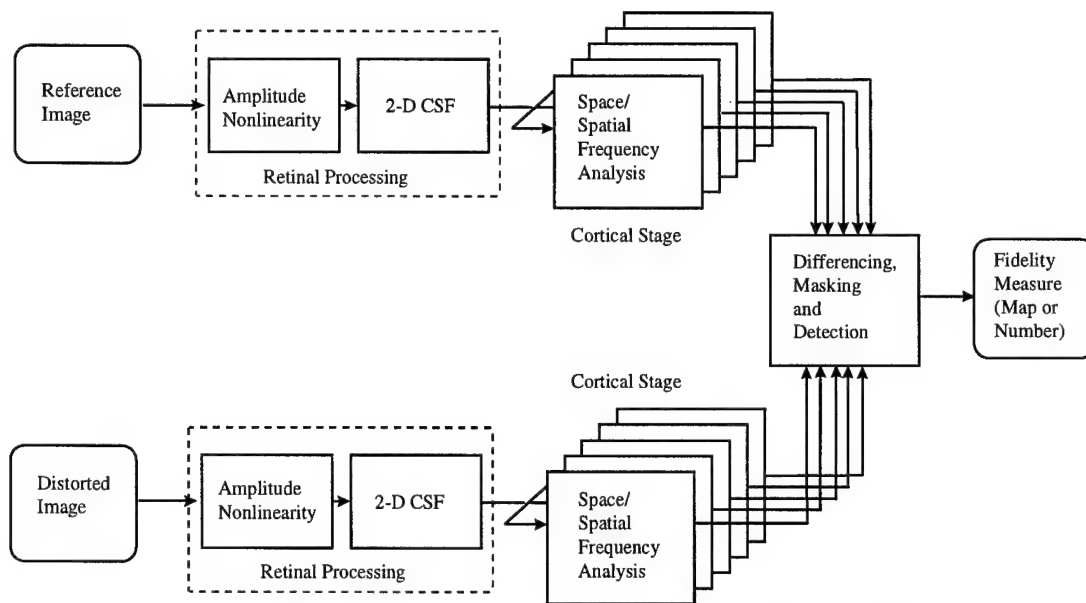 Reference
Image
Amplitude
Nonlinearity
2-D CSF
Retinal Processing
Space/
Spatial
Frequency
Analysis
Cortical Stage
Differencing,
Masking
and
Detection
Fidelity
Measure
(Map or
Number)
Cortical Stage
Distorted
Image
Amplitude
Nonlinearity
2-D CSF
Retinal Processing
Space/
Spatial
Frequency
Analysis